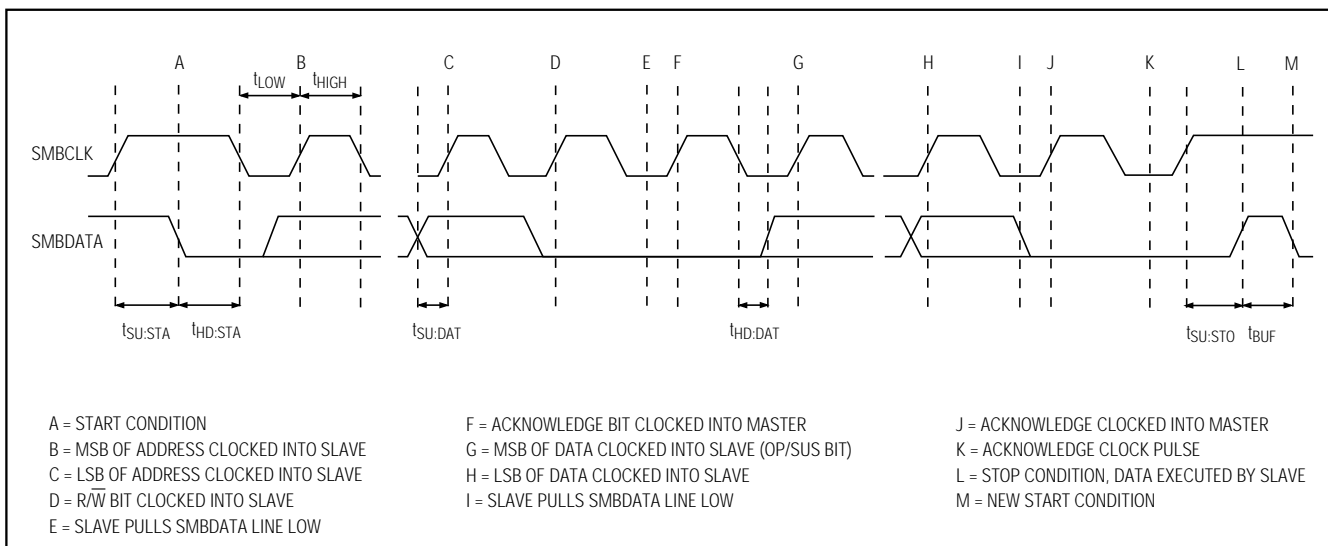 A B C D E F G H I J K L M
tLOW tHIGH
SMBCLK
SMBDATA
tSU:STA tHD:STA tSU:DAT tHD:DAT tSU:STO tBUF
A = START CONDITION
B = MSB OF ADDRESS CLOCKED INTO SLAVE
C = LSB OF ADDRESS CLOCKED INTO SLAVE
D = R/W̅ BIT CLOCKED INTO SLAVE
E = SLAVE PULLS SMBDATA LINE LOW
F = ACKNOWLEDGE BIT CLOCKED INTO MASTER
G = MSB OF DATA CLOCKED INTO SLAVE (OP/SUS BIT)
H = LSB OF DATA CLOCKED INTO SLAVE
I = SLAVE PULLS SMBDATA LINE LOW
J = ACKNOWLEDGE CLOCKED INTO MASTER
K = ACKNOWLEDGE CLOCK PULSE
L = STOP CONDITION, DATA EXECUTED BY SLAVE
M = NEW START CONDITION